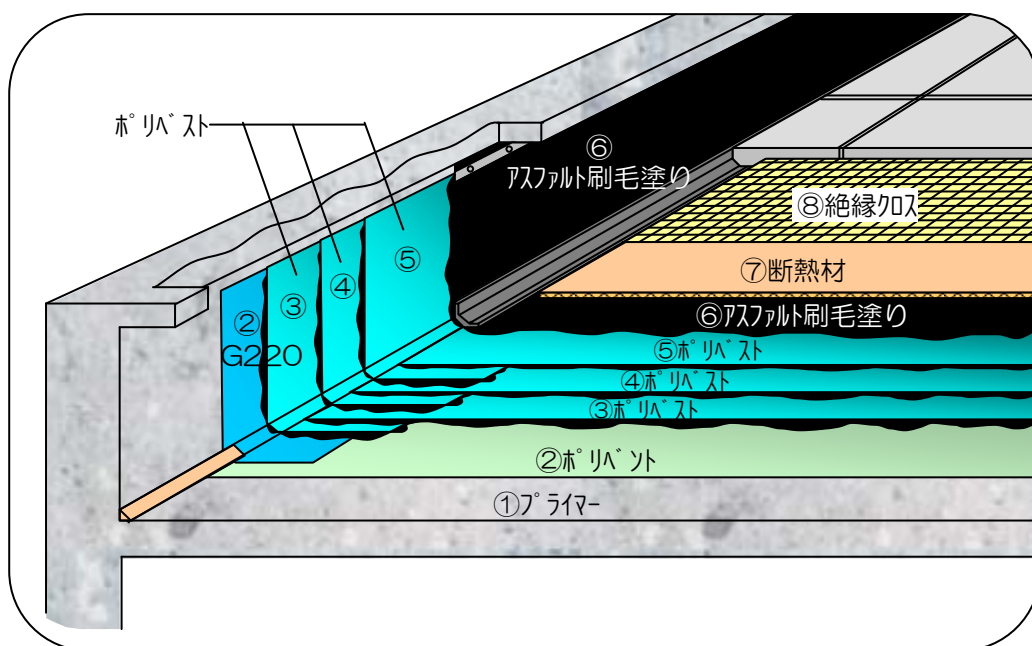 ポリベスト
⑥
アスファルト刷毛塗り
⑧絶縁クロス
⑤
④
③
②
G220
⑦断熱材
⑥アスファルト刷毛塗り
⑤ポリベスト
④ポリベスト
③ポリベスト
②ポリベント
①プライマー